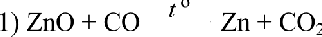 1) ZnO + CO t° Zn + CO₂